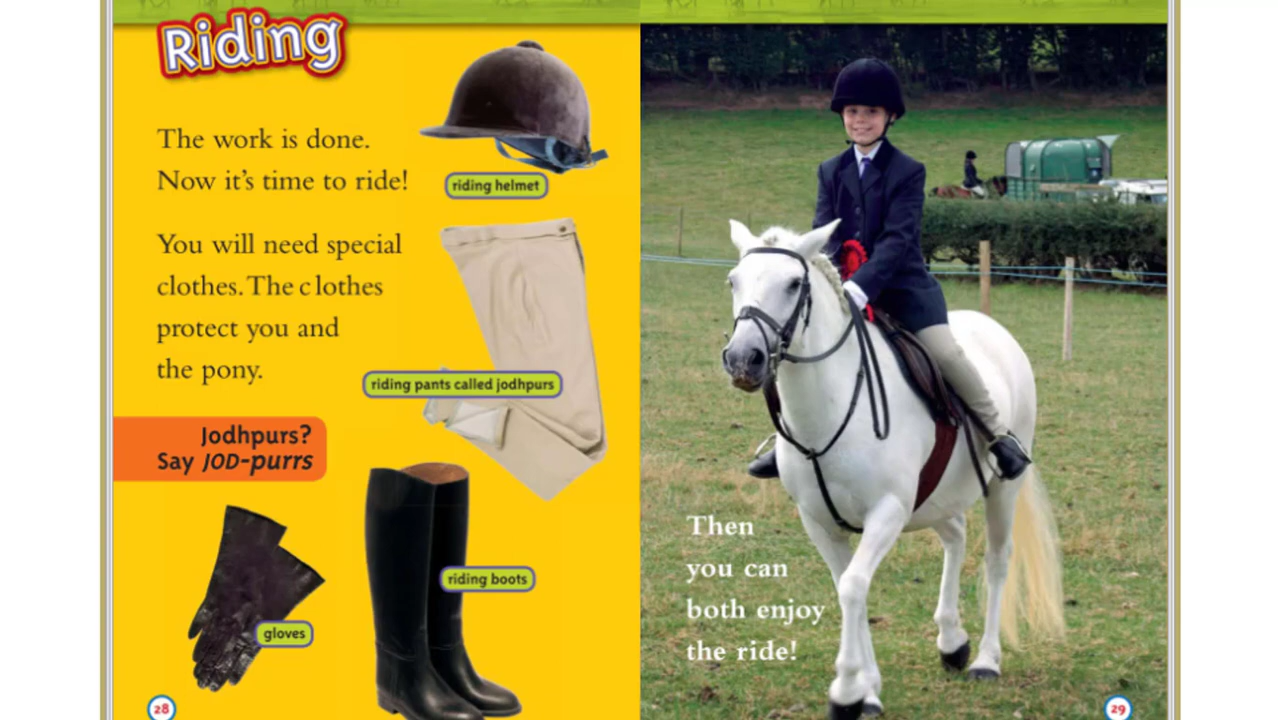 Riding
The work is done.
Now it's time to ride!
You will need special
clothes. The clothes
protect you and
the pony.
riding helmet
riding pants called jodhpurs
Jodhpurs?
Say JOD-purrs
riding boots
gloves
28
Then
you can
both enjoy
the ride!
29